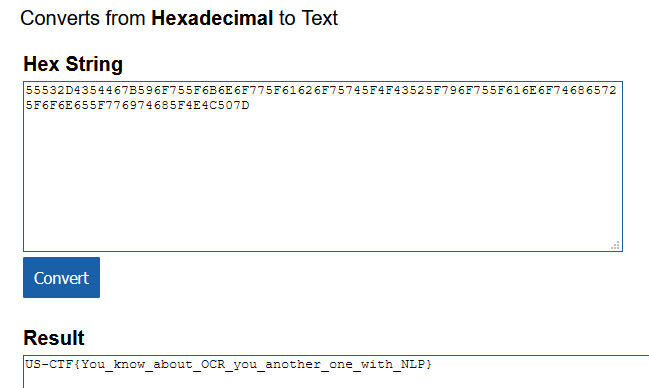 Converts from Hexadecimal to Text
Hex String
55532D4354467B596F755F6B6E6F775F61626F75745F4F43525F796F755F616E6F74686572
5F6F6E655F776974685F4E4C507D
Convert
Result
US-CTF{You_know_about_OCR_you_another_one_with_NLP}